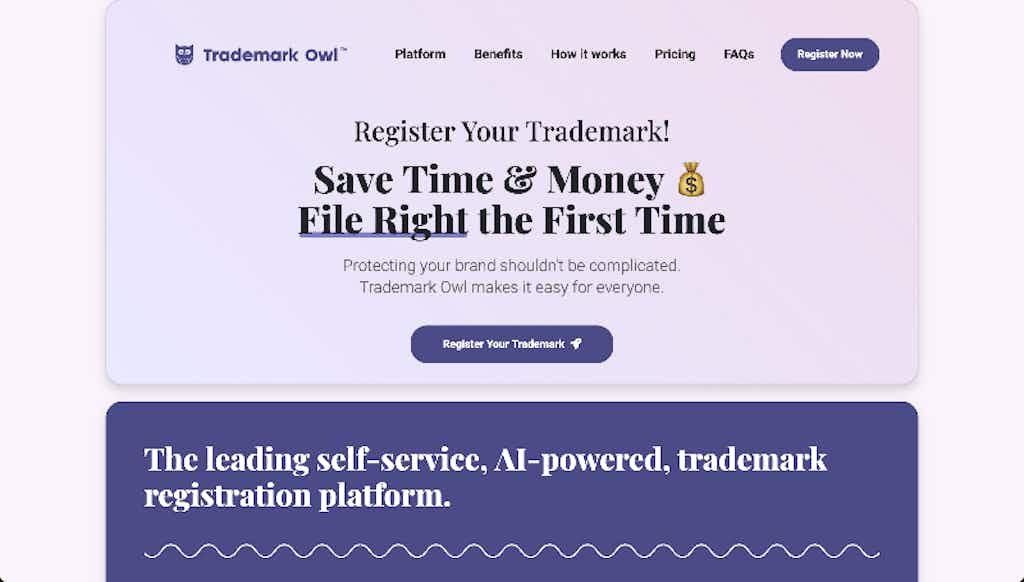 Trademark Owl™
Platform
Benefits
How it works
Pricing
FAQs
Register Now
Register Your Trademark!
Save Time & Money 💰
File Right the First Time
Protecting your brand shouldn't be complicated.
Trademark Owl makes it easy for everyone.
Register Your Trademark
The leading self-service, AI-powered, trademark
registration platform.